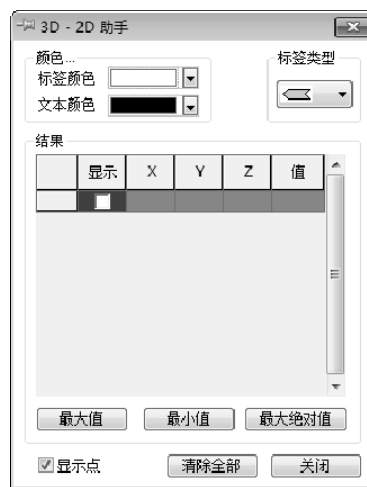 3D - 2D 助手
颜色...
标签颜色
文本颜色
标签类型
结果
显示 X Y Z 值
最大值 最小值 最大绝对值
显示点 清除全部 关闭